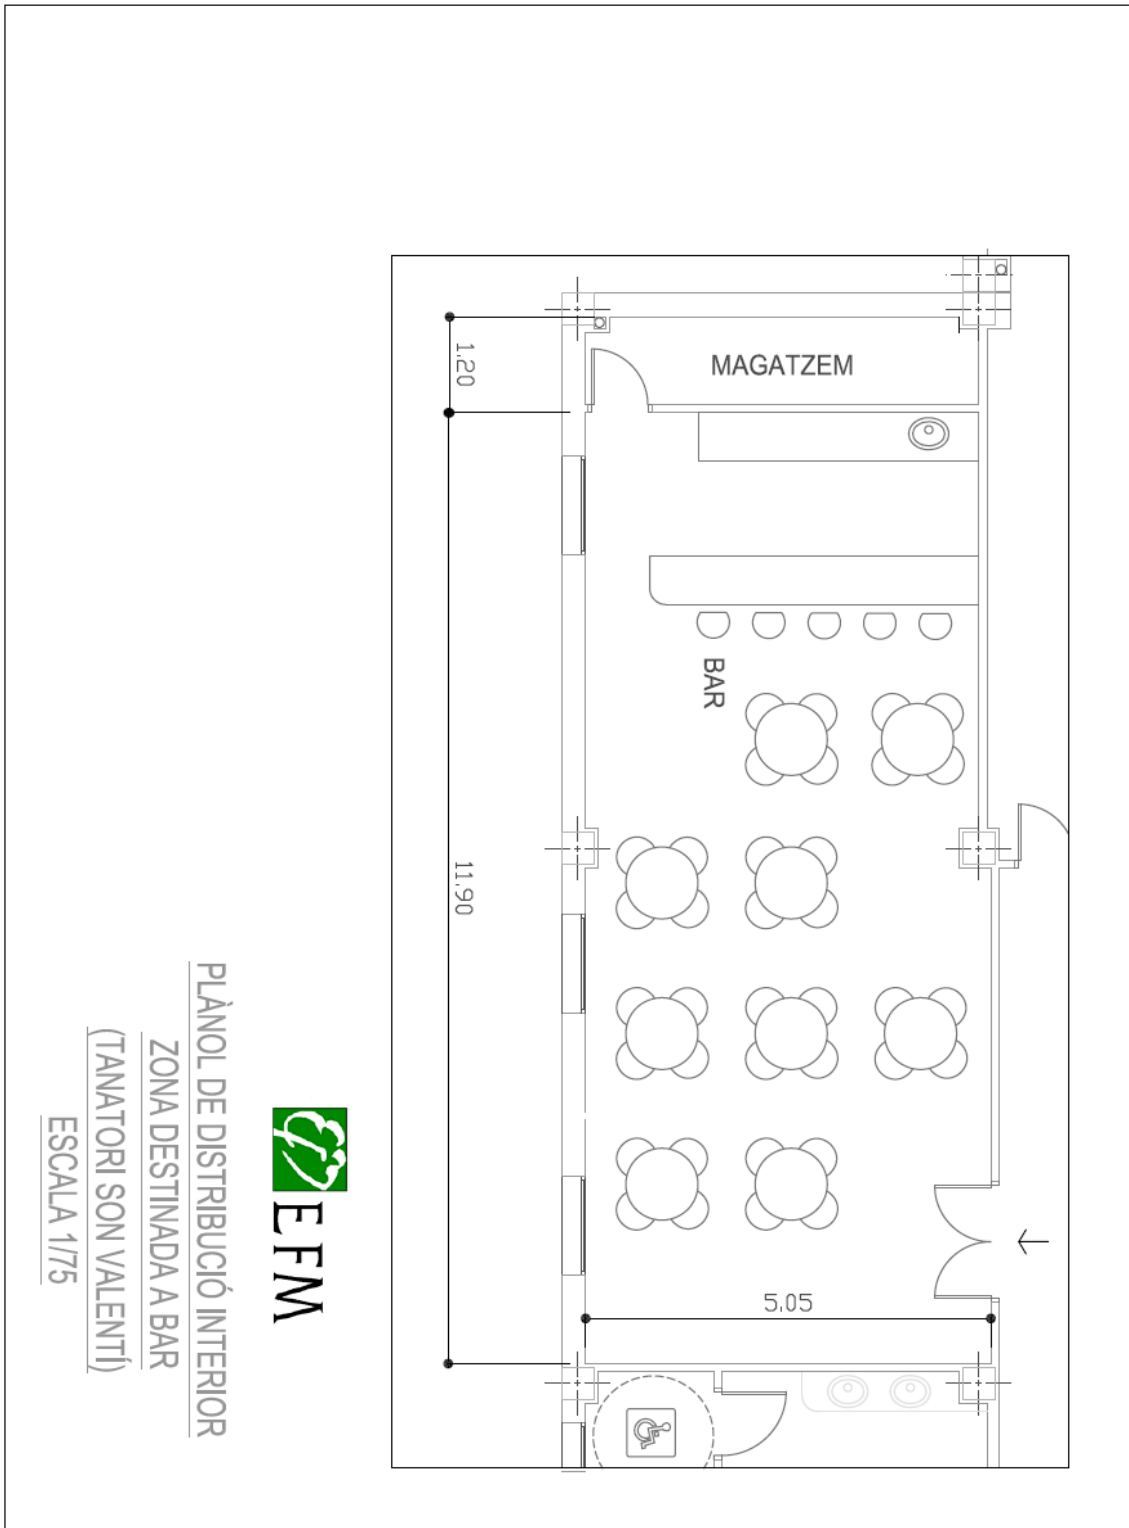 MAGATZEM
1,20
BAR
11,90
5,05
EFM
PLÀNOL DE DISTRIBUCIÓ INTERIOR
ZONA DESTINADA A BAR
(TANATORI SON VALENTÍ)
ESCALA 1/75